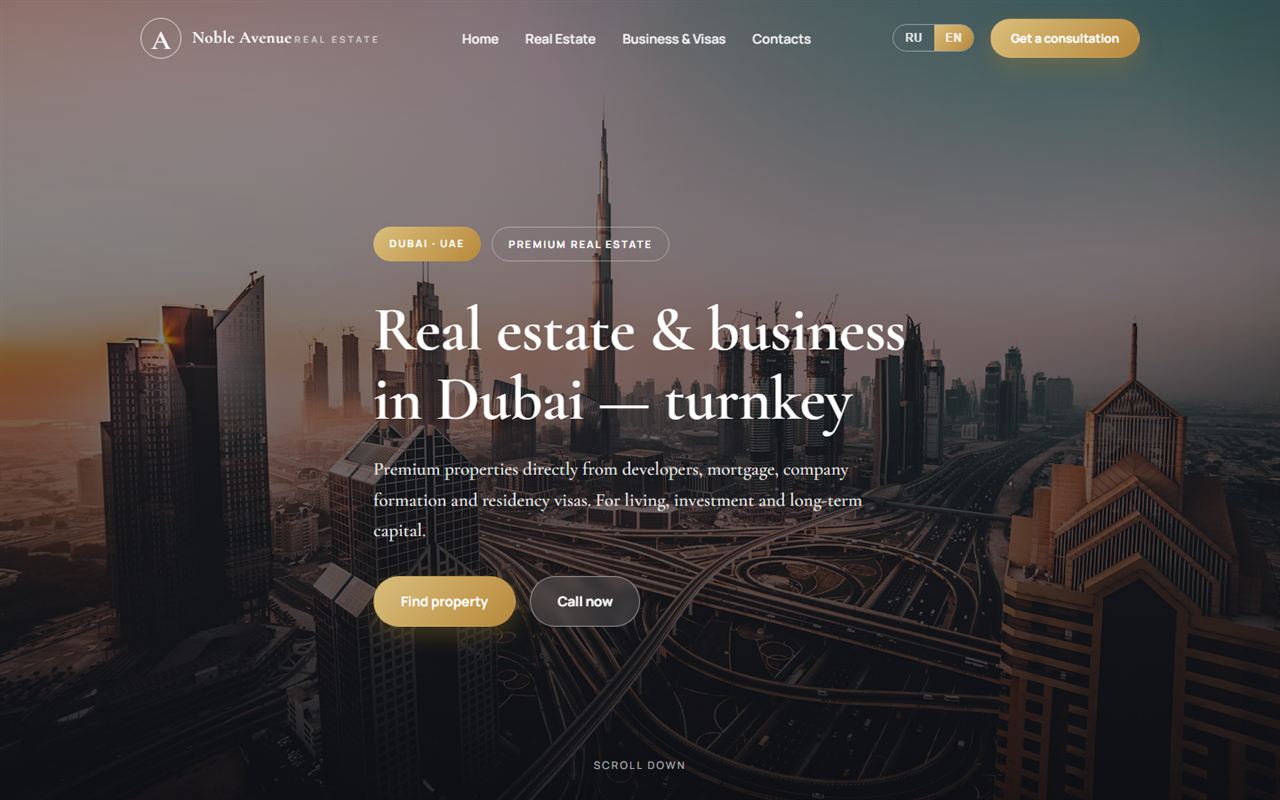 A Noble Avenue REAL ESTATE Home Real Estate Business & Visas Contacts RU EN Get a consultation
DUBAI · UAE PREMIUM REAL ESTATE
Real estate & business
in Dubai — turnkey
Premium properties directly from developers, mortgage, company
formation and residency visas. For living, investment and long-term
capital.
Find property Call now
SCROLL DOWN